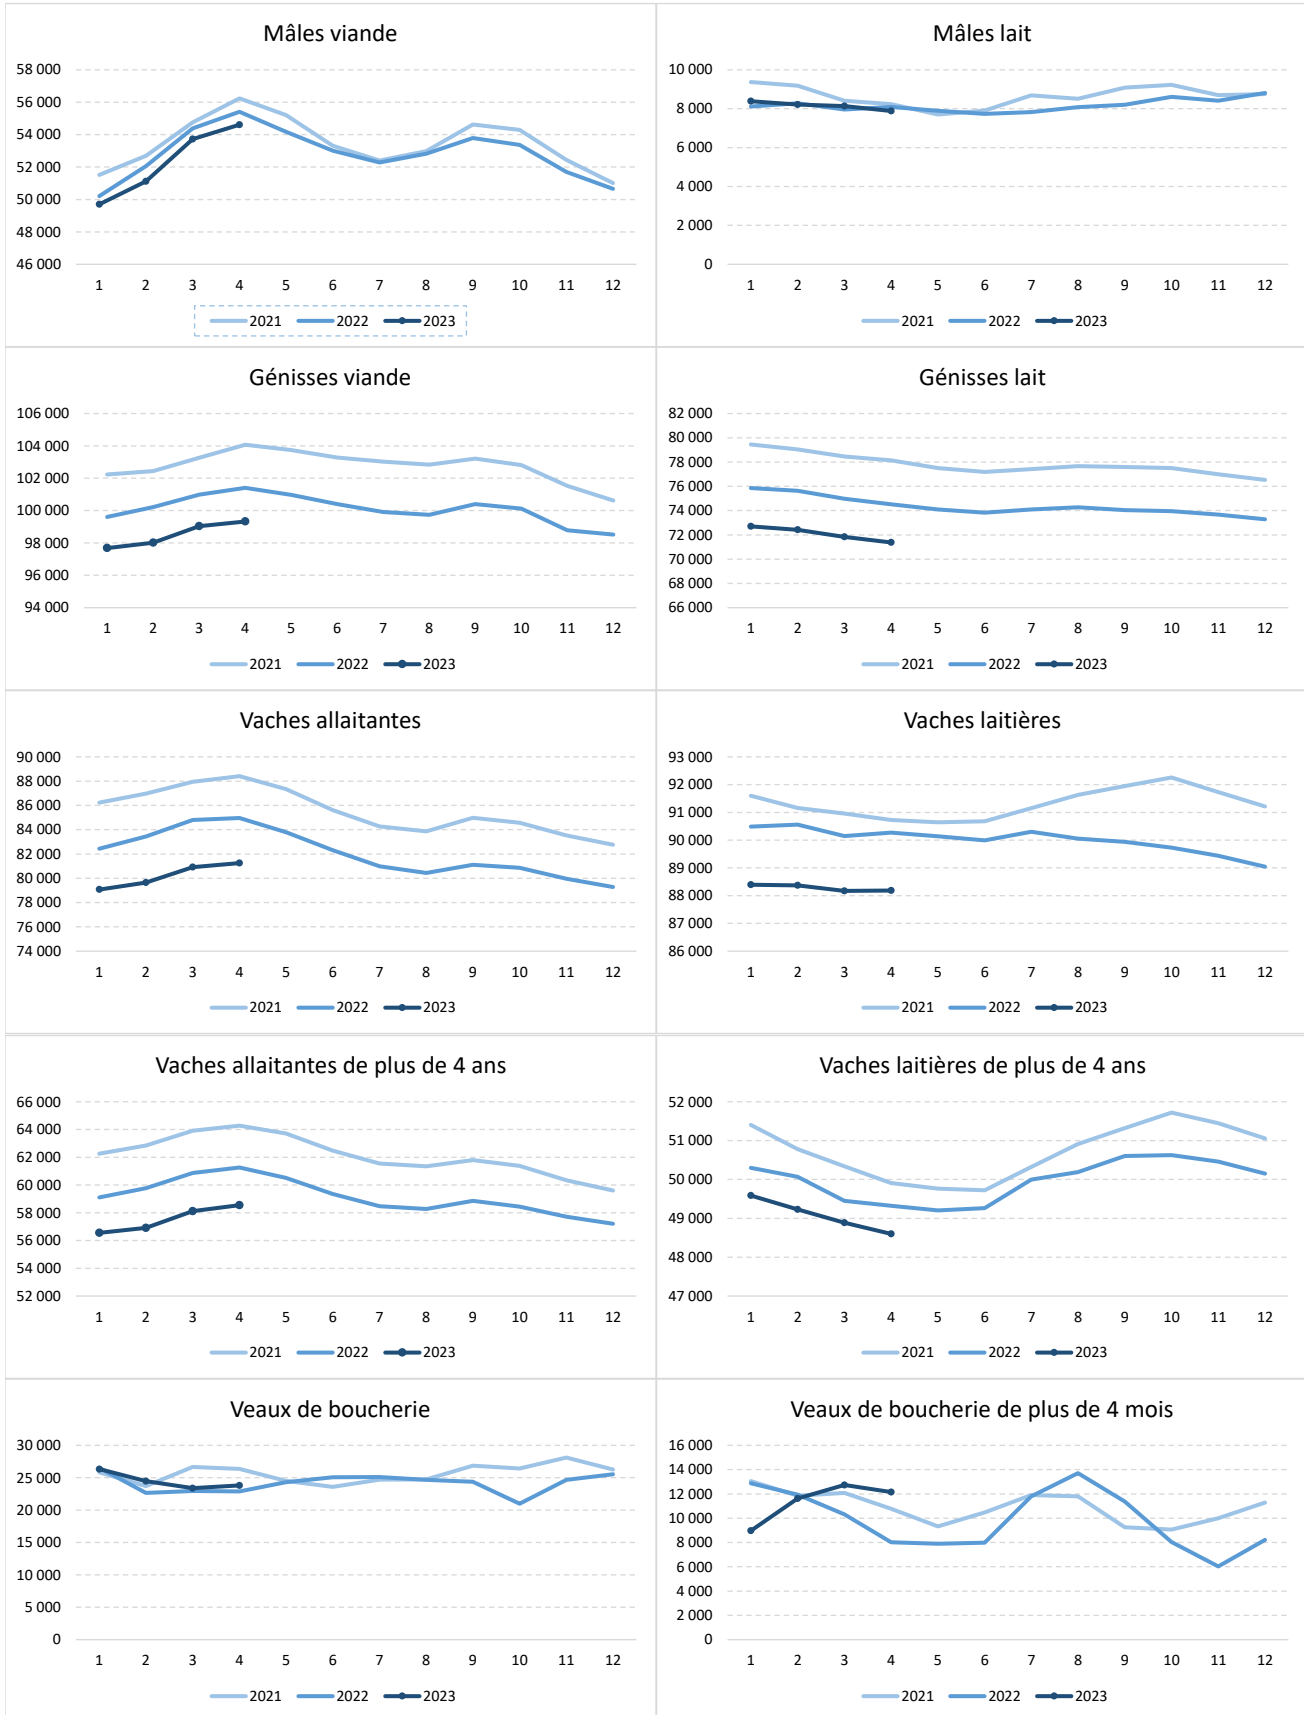 Mâles viande
58 000
56 000
54 000
52 000
50 000
48 000
46 000
1 2 3 4 5 6 7 8 9 10 11 12
2021 2022 2023
Mâles lait
10 000
8 000
6 000
4 000
2 000
0
1 2 3 4 5 6 7 8 9 10 11 12
2021 2022 2023
Génisses viande
106 000
104 000
102 000
100 000
98 000
96 000
94 000
1 2 3 4 5 6 7 8 9 10 11 12
2021 2022 2023
Génisses lait
82 000
80 000
78 000
76 000
74 000
72 000
70 000
68 000
66 000
1 2 3 4 5 6 7 8 9 10 11 12
2021 2022 2023
Vaches allaitantes
90 000
88 000
86 000
84 000
82 000
80 000
78 000
76 000
74 000
1 2 3 4 5 6 7 8 9 10 11 12
2021 2022 2023
Vaches laitières
93 000
92 000
91 000
90 000
89 000
88 000
87 000
86 000
1 2 3 4 5 6 7 8 9 10 11 12
2021 2022 2023
Vaches allaitantes de plus de 4 ans
66 000
64 000
62 000
60 000
58 000
56 000
54 000
52 000
1 2 3 4 5 6 7 8 9 10 11 12
2021 2022 2023
Vaches laitières de plus de 4 ans
52 000
51 000
50 000
49 000
48 000
47 000
1 2 3 4 5 6 7 8 9 10 11 12
2021 2022 2023
Veaux de boucherie
30 000
25 000
20 000
15 000
10 000
5 000
0
1 2 3 4 5 6 7 8 9 10 11 12
2021 2022 2023
Veaux de boucherie de plus de 4 mois
16 000
14 000
12 000
10 000
8 000
6 000
4 000
2 000
0
1 2 3 4 5 6 7 8 9 10 11 12
2021 2022 2023